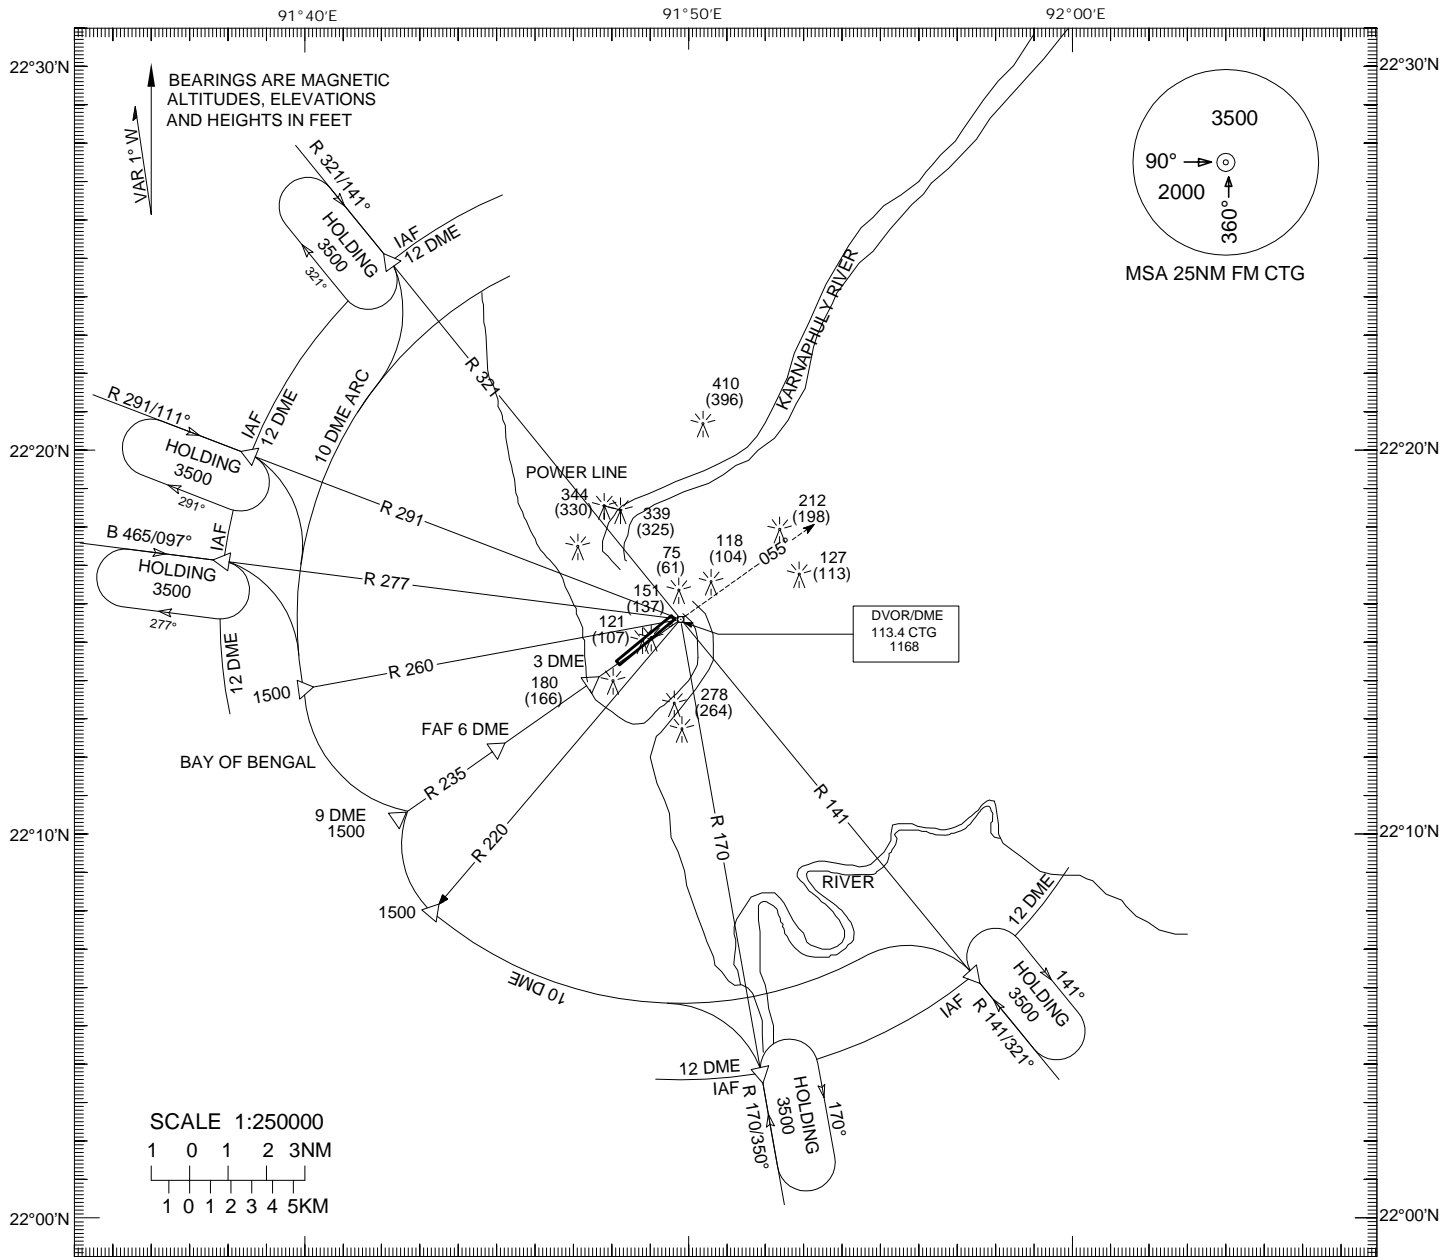 91°40'E
91°50'E
92°00'E
22°30'N
22°30'N
BEARINGS ARE MAGNETIC
ALTITUDES, ELEVATIONS
AND HEIGHTS IN FEET
VAR 1° W
3500
90°
2000
360°
MSA 25NM FM CTG
R 321/141°
HOLDING
3500
321°
IAF
12 DME
KARNAPHULY RIVER
R 321
10 DME ARC
410
(396)
R 291/111°
IAF
12 DME
HOLDING
3500
291°
22°20'N
22°20'N
POWER LINE
344
(330)
339
(325)
212
(198)
R 291
118
(104)
055°
127
(113)
75
(61)
B 465/097°
IAF
HOLDING
3500
277°
R 277
151
(137)
121
(107)
DVOR/DME
113.4 CTG
1168
12 DME
R 260
3 DME
180
(166)
1500
278
(264)
FAF 6 DME
BAY OF BENGAL
R 235
9 DME
1500
R 220
R 170
R 141
22°10'N
22°10'N
RIVER
1500
12 DME
10 DME
HOLDING
3500
141°
IAF
R 141/321°
12 DME
IAF
R 170/350°
HOLDING
3500
170°
SCALE 1:250000
1 0 1 2 3NM
1 0 1 2 3 4 5KM
22°00'N
22°00'N